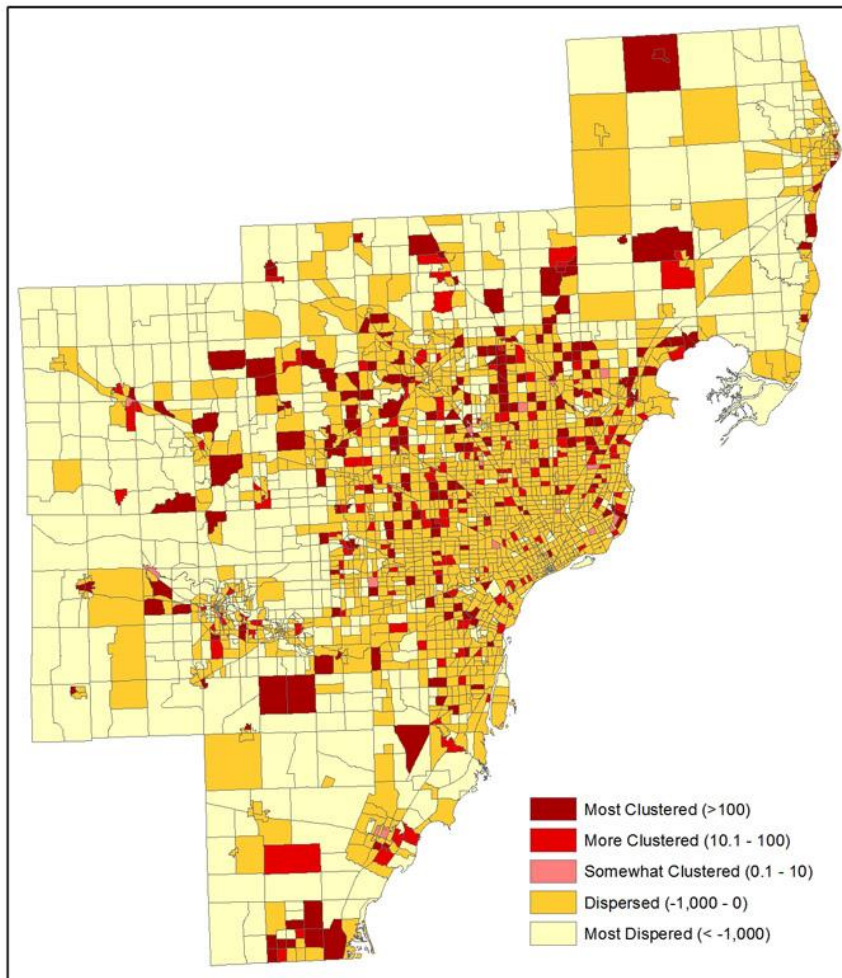 Most Clustered (>100)
More Clustered (10.1 - 100)
Somewhat Clustered (0.1 - 10)
Dispersed (-1,000 - 0)
Most Dispered (< -1,000)